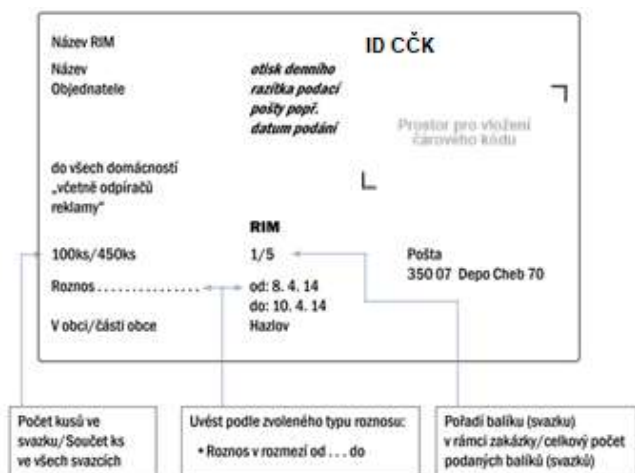 Název RIM
ID CČK
Název
Objednatele
otisk denního
razítka podací
pošty popř.
datum podání
Prostor pro vložení
čárového kódu
do všech domácností
„včetně odpíračů
reklamy"
RIM
100ks/450ks
1/5
Pošta
350 07 Depo Cheb 70
Roznos...............
od: 8. 4. 14
do: 10. 4. 14
V obci/části obce
Hazlov
Počet kusů ve
svazku/Součet ks
ve všech svazcích
Uvést podle zvoleného typu roznosu:
• Roznos v rozmezí od ... do
Pořadí balíku (svazku)
v rámci zakázky/celkový počet
podaných balíků (svazků)